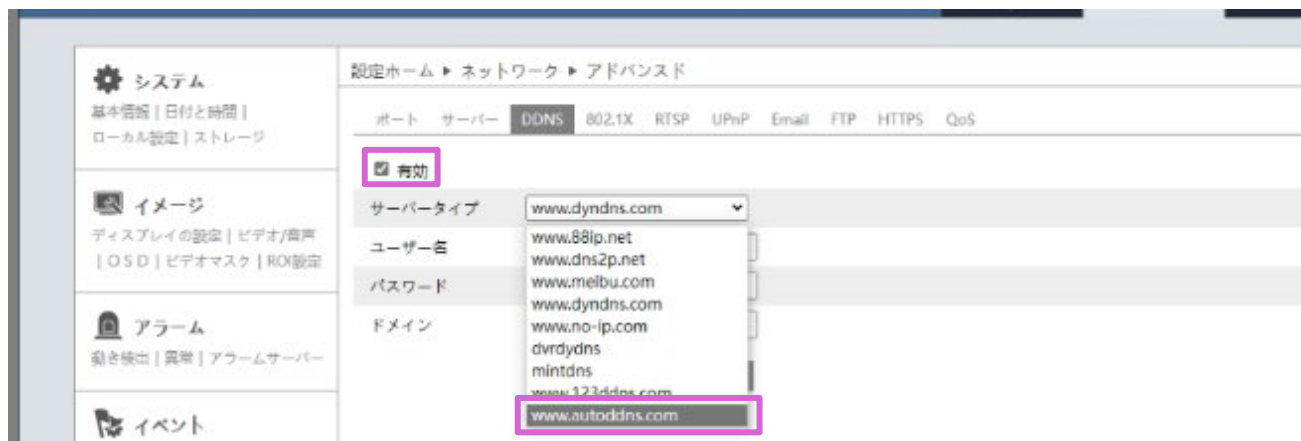 システム
基本情報 | 日付と時間 |
ローカル設定 | ストレージ
イメージ
ディスプレイの設定 | ビデオ/音声
| OSD | ビデオマスク | ROI設定
アラーム
動き検出 | 異常 | アラームサーバー
イベント
設定ホーム ▶ ネットワーク ▶ アドバンスド
ポート サーバー DDNS 802.1X RTSP UPnP Email FTP HTTPS QoS
有効
サーバータイプ www.dyndns.com
ユーザー名
パスワード
ドメイン
www.88ip.net
www.dns2p.net
www.meibu.com
www.dyndns.com
www.no-ip.com
dvrdydns
mintdns
www.123ddns.com
www.autoddns.com